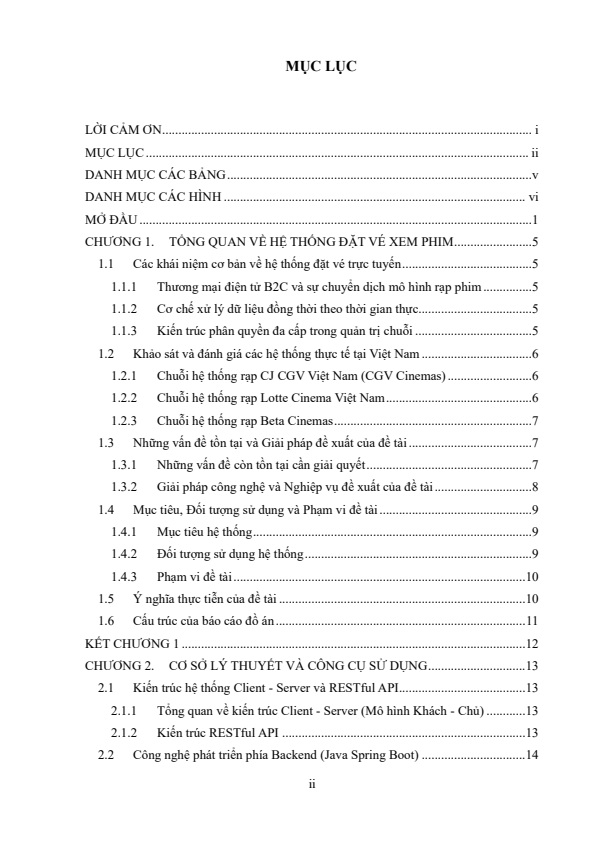 MỤC LỤC
LỜI CẢM ƠN.................................................................................................................. i
MỤC LỤC ...................................................................................................................... ii
DANH MỤC CÁC BẢNG..............................................................................................v
DANH MỤC CÁC HÌNH ............................................................................................. vi
MỞ ĐẦU .........................................................................................................................1
CHƯƠNG 1. TỔNG QUAN VỀ HỆ THỐNG ĐẶT VÉ XEM PHIM........................5
1.1 Các khái niệm cơ bản về hệ thống đặt vé trực tuyến........................................5
1.1.1 Thương mại điện tử B2C và sự chuyển dịch mô hình rạp phim ...............5
1.1.2 Cơ chế xử lý dữ liệu đồng thời theo thời gian thực...................................5
1.1.3 Kiến trúc phân quyền đa cấp trong quản trị chuỗi ....................................5
1.2 Khảo sát và đánh giá các hệ thống thực tế tại Việt Nam ..................................6
1.2.1 Chuỗi hệ thống rạp CJ CGV Việt Nam (CGV Cinemas) ..........................6
1.2.2 Chuỗi hệ thống rạp Lotte Cinema Việt Nam.............................................6
1.2.3 Chuỗi hệ thống rạp Beta Cinemas.............................................................7
1.3 Những vấn đề tồn tại và Giải pháp đề xuất của đề tài......................................7
1.3.1 Những vấn đề còn tồn tại cần giải quyết...................................................7
1.3.2 Giải pháp công nghệ và Nghiệp vụ đề xuất của đề tài..............................8
1.4 Mục tiêu, Đối tượng sử dụng và Phạm vi đề tài...............................................9
1.4.1 Mục tiêu hệ thống......................................................................................9
1.4.2 Đối tượng sử dụng hệ thống......................................................................9
1.4.3 Phạm vi đề tài..........................................................................................10
1.5 Ý nghĩa thực tiễn của đề tài ............................................................................10
1.6 Cấu trúc của báo cáo đồ án.............................................................................11
KẾT CHƯƠNG 1 ..........................................................................................................12
CHƯƠNG 2. CƠ SỞ LÝ THUYẾT VÀ CÔNG CỤ SỬ DỤNG..............................13
2.1 Kiến trúc hệ thống Client - Server và RESTful API.......................................13
2.1.1 Tổng quan về kiến trúc Client - Server (Mô hình Khách - Chủ) ............13
2.1.2 Kiến trúc RESTful API ...........................................................................13
2.2 Công nghệ phát triển phía Backend (Java Spring Boot) ................................14
ii